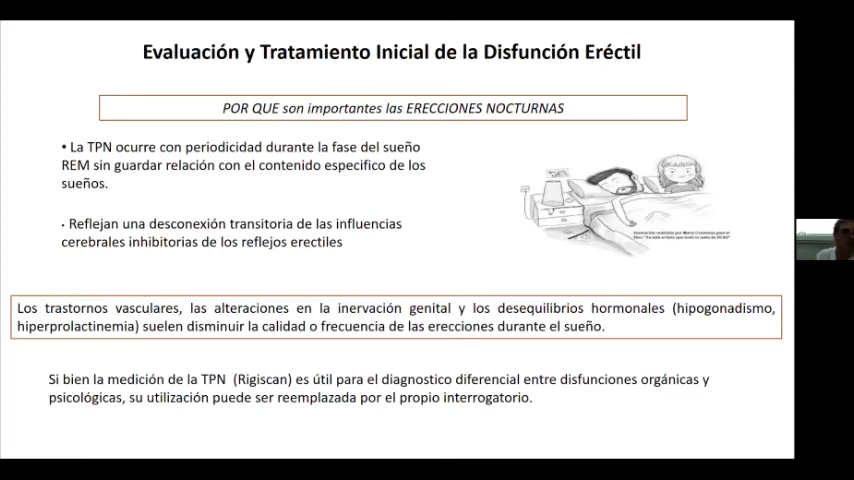 Evaluación y Tratamiento Inicial de la Disfunción Eréctil
POR QUE son importantes las ERECCIONES NOCTURNAS
• La TPN ocurre con periodicidad durante la fase del sueño
REM sin guardar relación con el contenido especifico de los
sueños.
· Reflejan una desconexión transitoria de las influencias
cerebrales inhibitorias de los reflejos erectiles
Los trastornos vasculares, las alteraciones en la inervación genital y los desequilibrios hormonales (hipogonadismo,
hiperprolactinemia) suelen disminuir la calidad o frecuencia de las erecciones durante el sueño.
Si bien la medición de la TPN (Rigiscan) es útil para el diagnostico diferencial entre disfunciones orgánicas y
psicológicas, su utilización puede ser reemplazada por el propio interrogatorio.